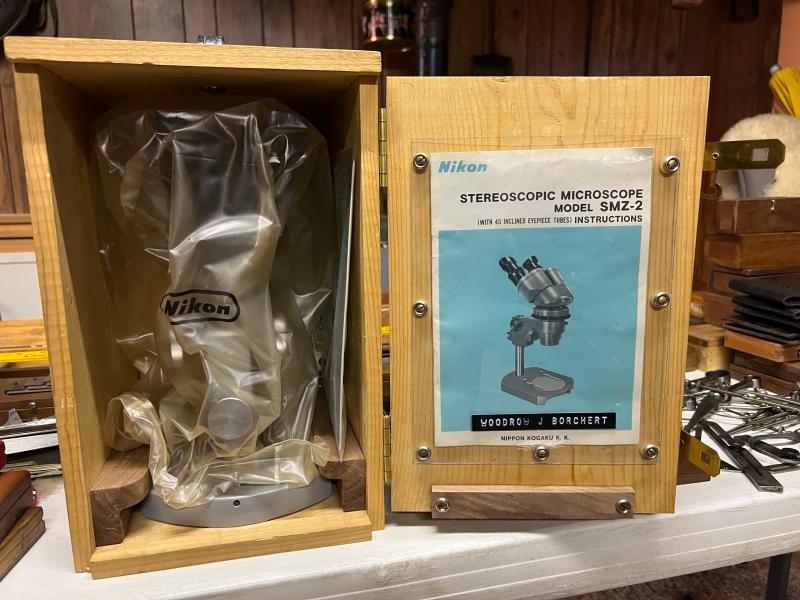 Nikon
Nikon
STEREOSCOPIC MICROSCOPE
MODEL SMZ-2
(WITH 45° INCLINED EYEPIECE TUBES) INSTRUCTIONS
WOODROW J BORCHERT
NIPPON KOGAKU K. K.